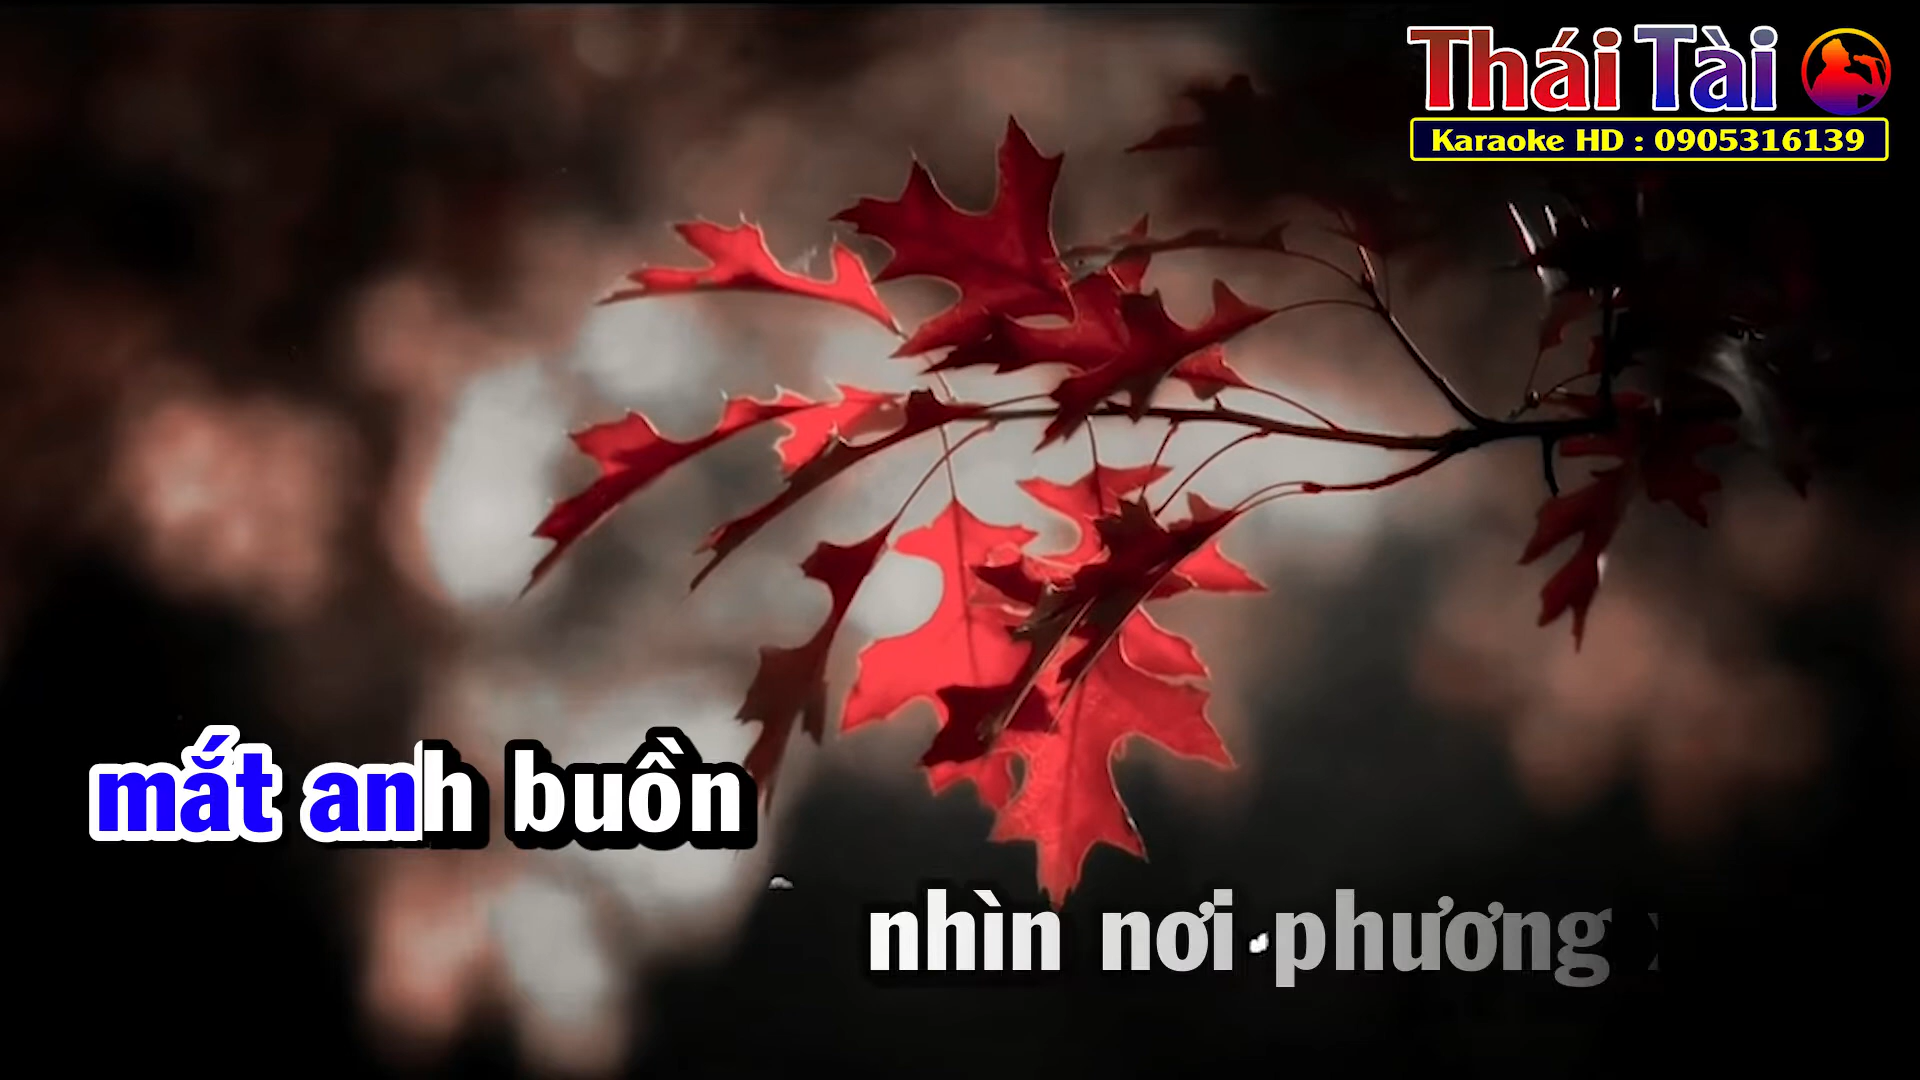 Thái Tài
Karaoke HD : 0905316139
mắt anh buồn
nhìn nơi phương